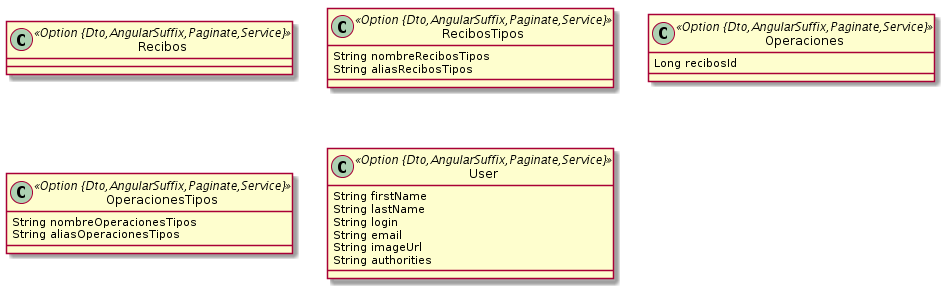 C
<<Option {Dto,AngularSuffix,Paginate,Service}>>
Recibos
C
<<Option {Dto,AngularSuffix,Paginate,Service}>>
RecibosTipos
String nombreRecibosTipos
String aliasRecibosTipos
C
<<Option {Dto,AngularSuffix,Paginate,Service}>>
Operaciones
Long recibosId
C
<<Option {Dto,AngularSuffix,Paginate,Service}>>
OperacionesTipos
String nombreOperacionesTipos
String aliasOperacionesTipos
C
<<Option {Dto,AngularSuffix,Paginate,Service}>>
User
String firstName
String lastName
String login
String email
String imageUrl
String authorities